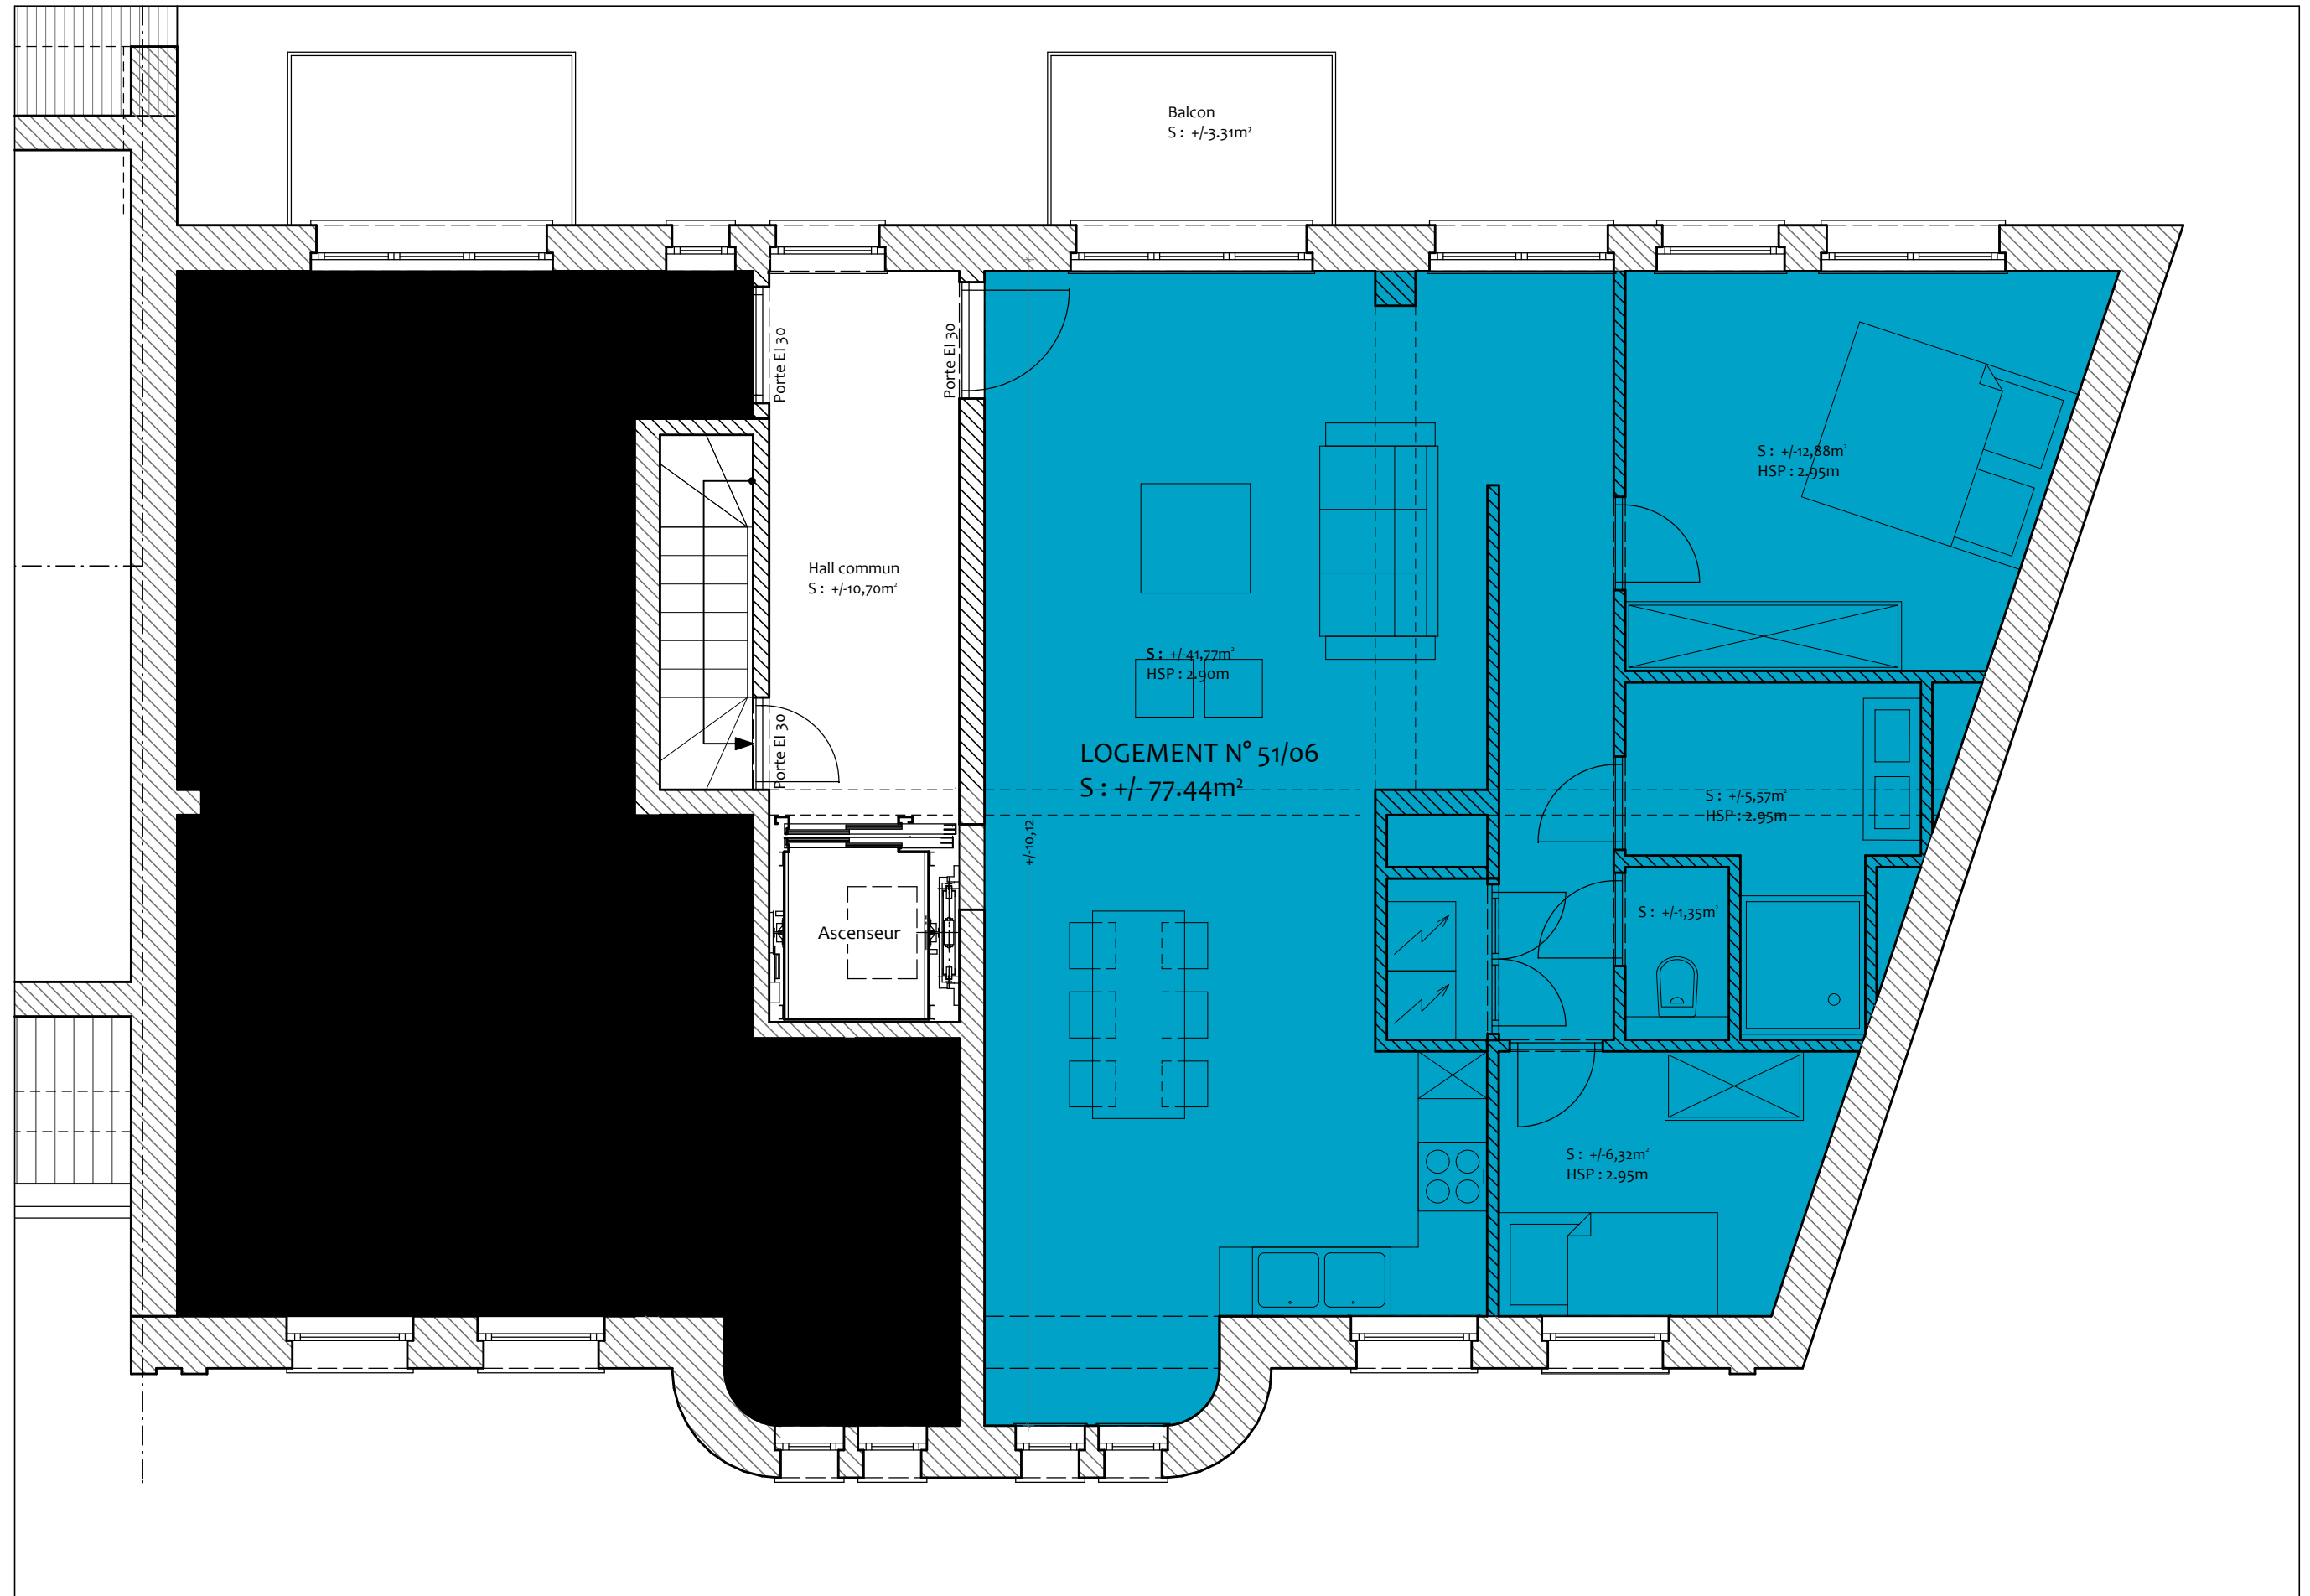 Balcon
S : +/-3.31m²
Porte EI 30
Porte EI 30
S : +/-12,88m²
HSP : 2.95m
Hall commun
S : +/-10,70m²
S : +/-41,77m²
HSP : 2.90m
Porte EI 30
LOGEMENT N° 51/06
S : +/- 77.44m²
S : +/-5,57m²
HSP : 2.95m
+/-10,12
Ascenseur
S : +/-1,35m²
S : +/-6,32m²
HSP : 2.95m